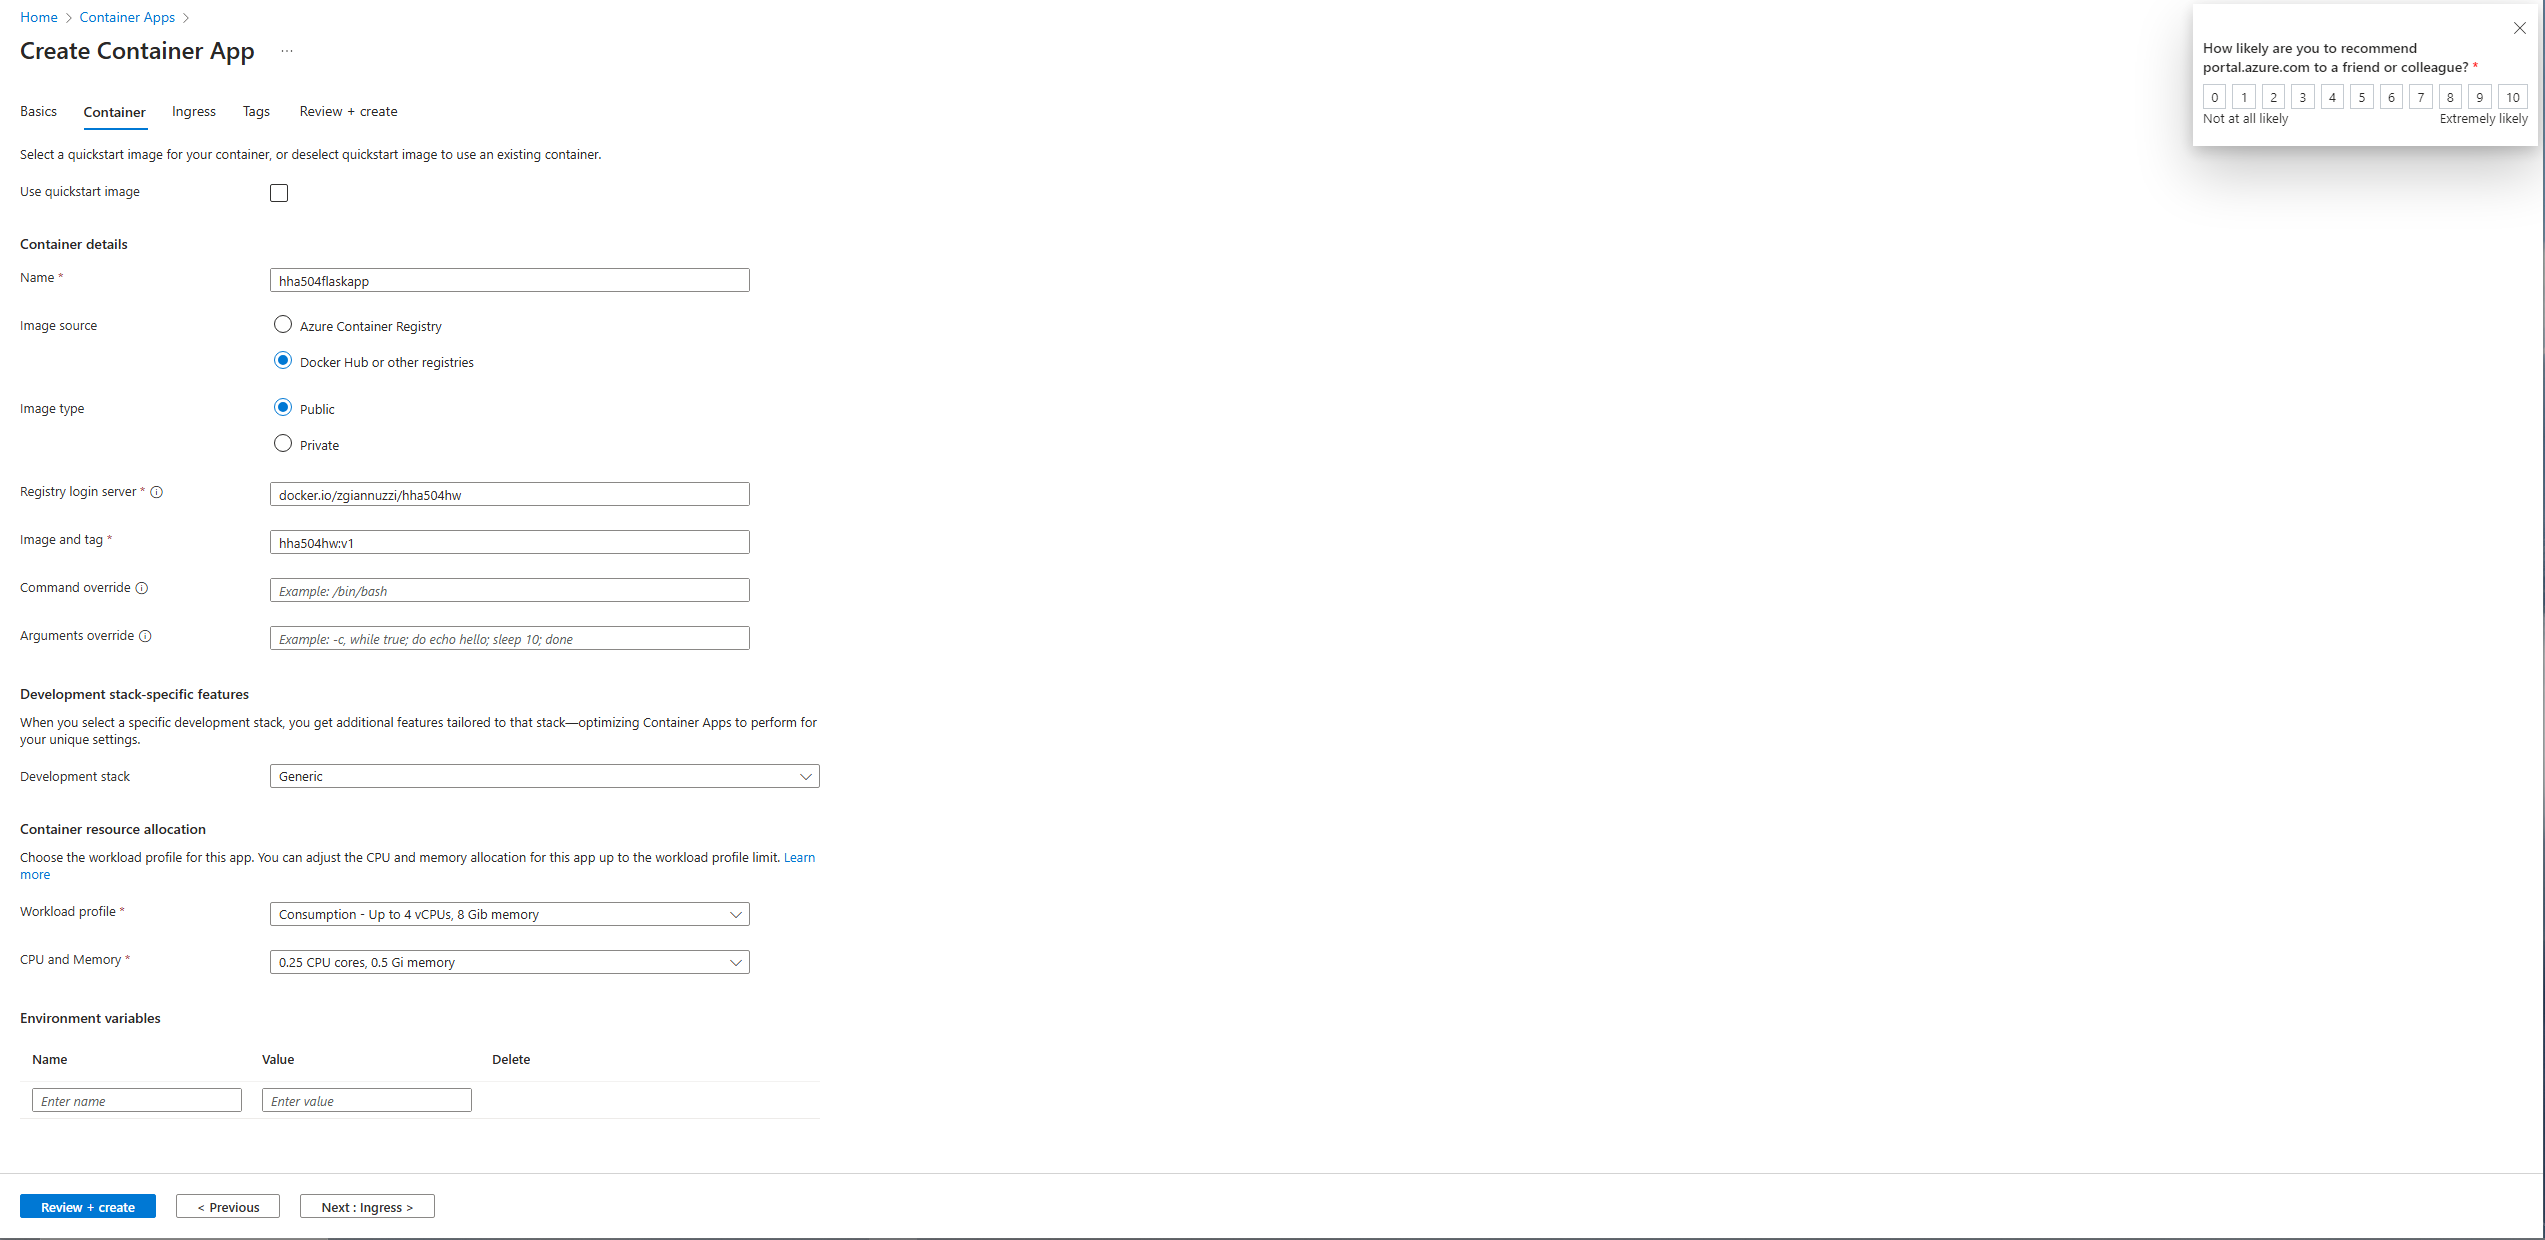 Home > Container Apps >
Create Container App ...
How likely are you to recommend
portal.azure.com to a friend or colleague? *
0 1 2 3 4 5 6 7 8 9 10
Not at all likely Extremely likely
Basics Container Ingress Tags Review + create
Select a quickstart image for your container, or deselect quickstart image to use an existing container.
Use quickstart image
Container details
Name * hha504flaskapp
Image source Azure Container Registry
Docker Hub or other registries
Image type Public
Private
Registry login server * docker.io/zgiannuzzi/hha504hw
Image and tag * hha504hw:v1
Command override Example: /bin/bash
Arguments override Example: -c, while true; do echo hello; sleep 10; done
Development stack-specific features
When you select a specific development stack, you get additional features tailored to that stack—optimizing Container Apps to perform for
your unique settings.
Development stack Generic
Container resource allocation
Choose the workload profile for this app. You can adjust the CPU and memory allocation for this app up to the workload profile limit. Learn
more
Workload profile * Consumption - Up to 4 vCPUs, 8 Gib memory
CPU and Memory * 0.25 CPU cores, 0.5 Gi memory
Environment variables
Name Value Delete
Enter name Enter value
Review + create < Previous Next : Ingress >